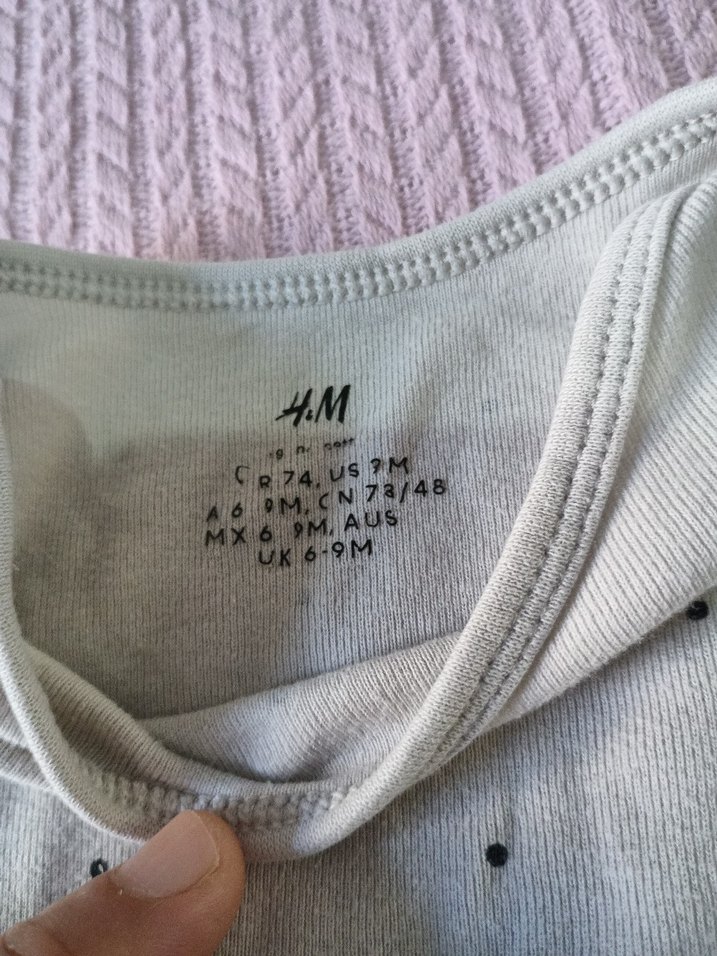 H&M
R 74, US 9M
A 6 9M, CN 73/48
MX 6 9M, AUS
UK 6-9M